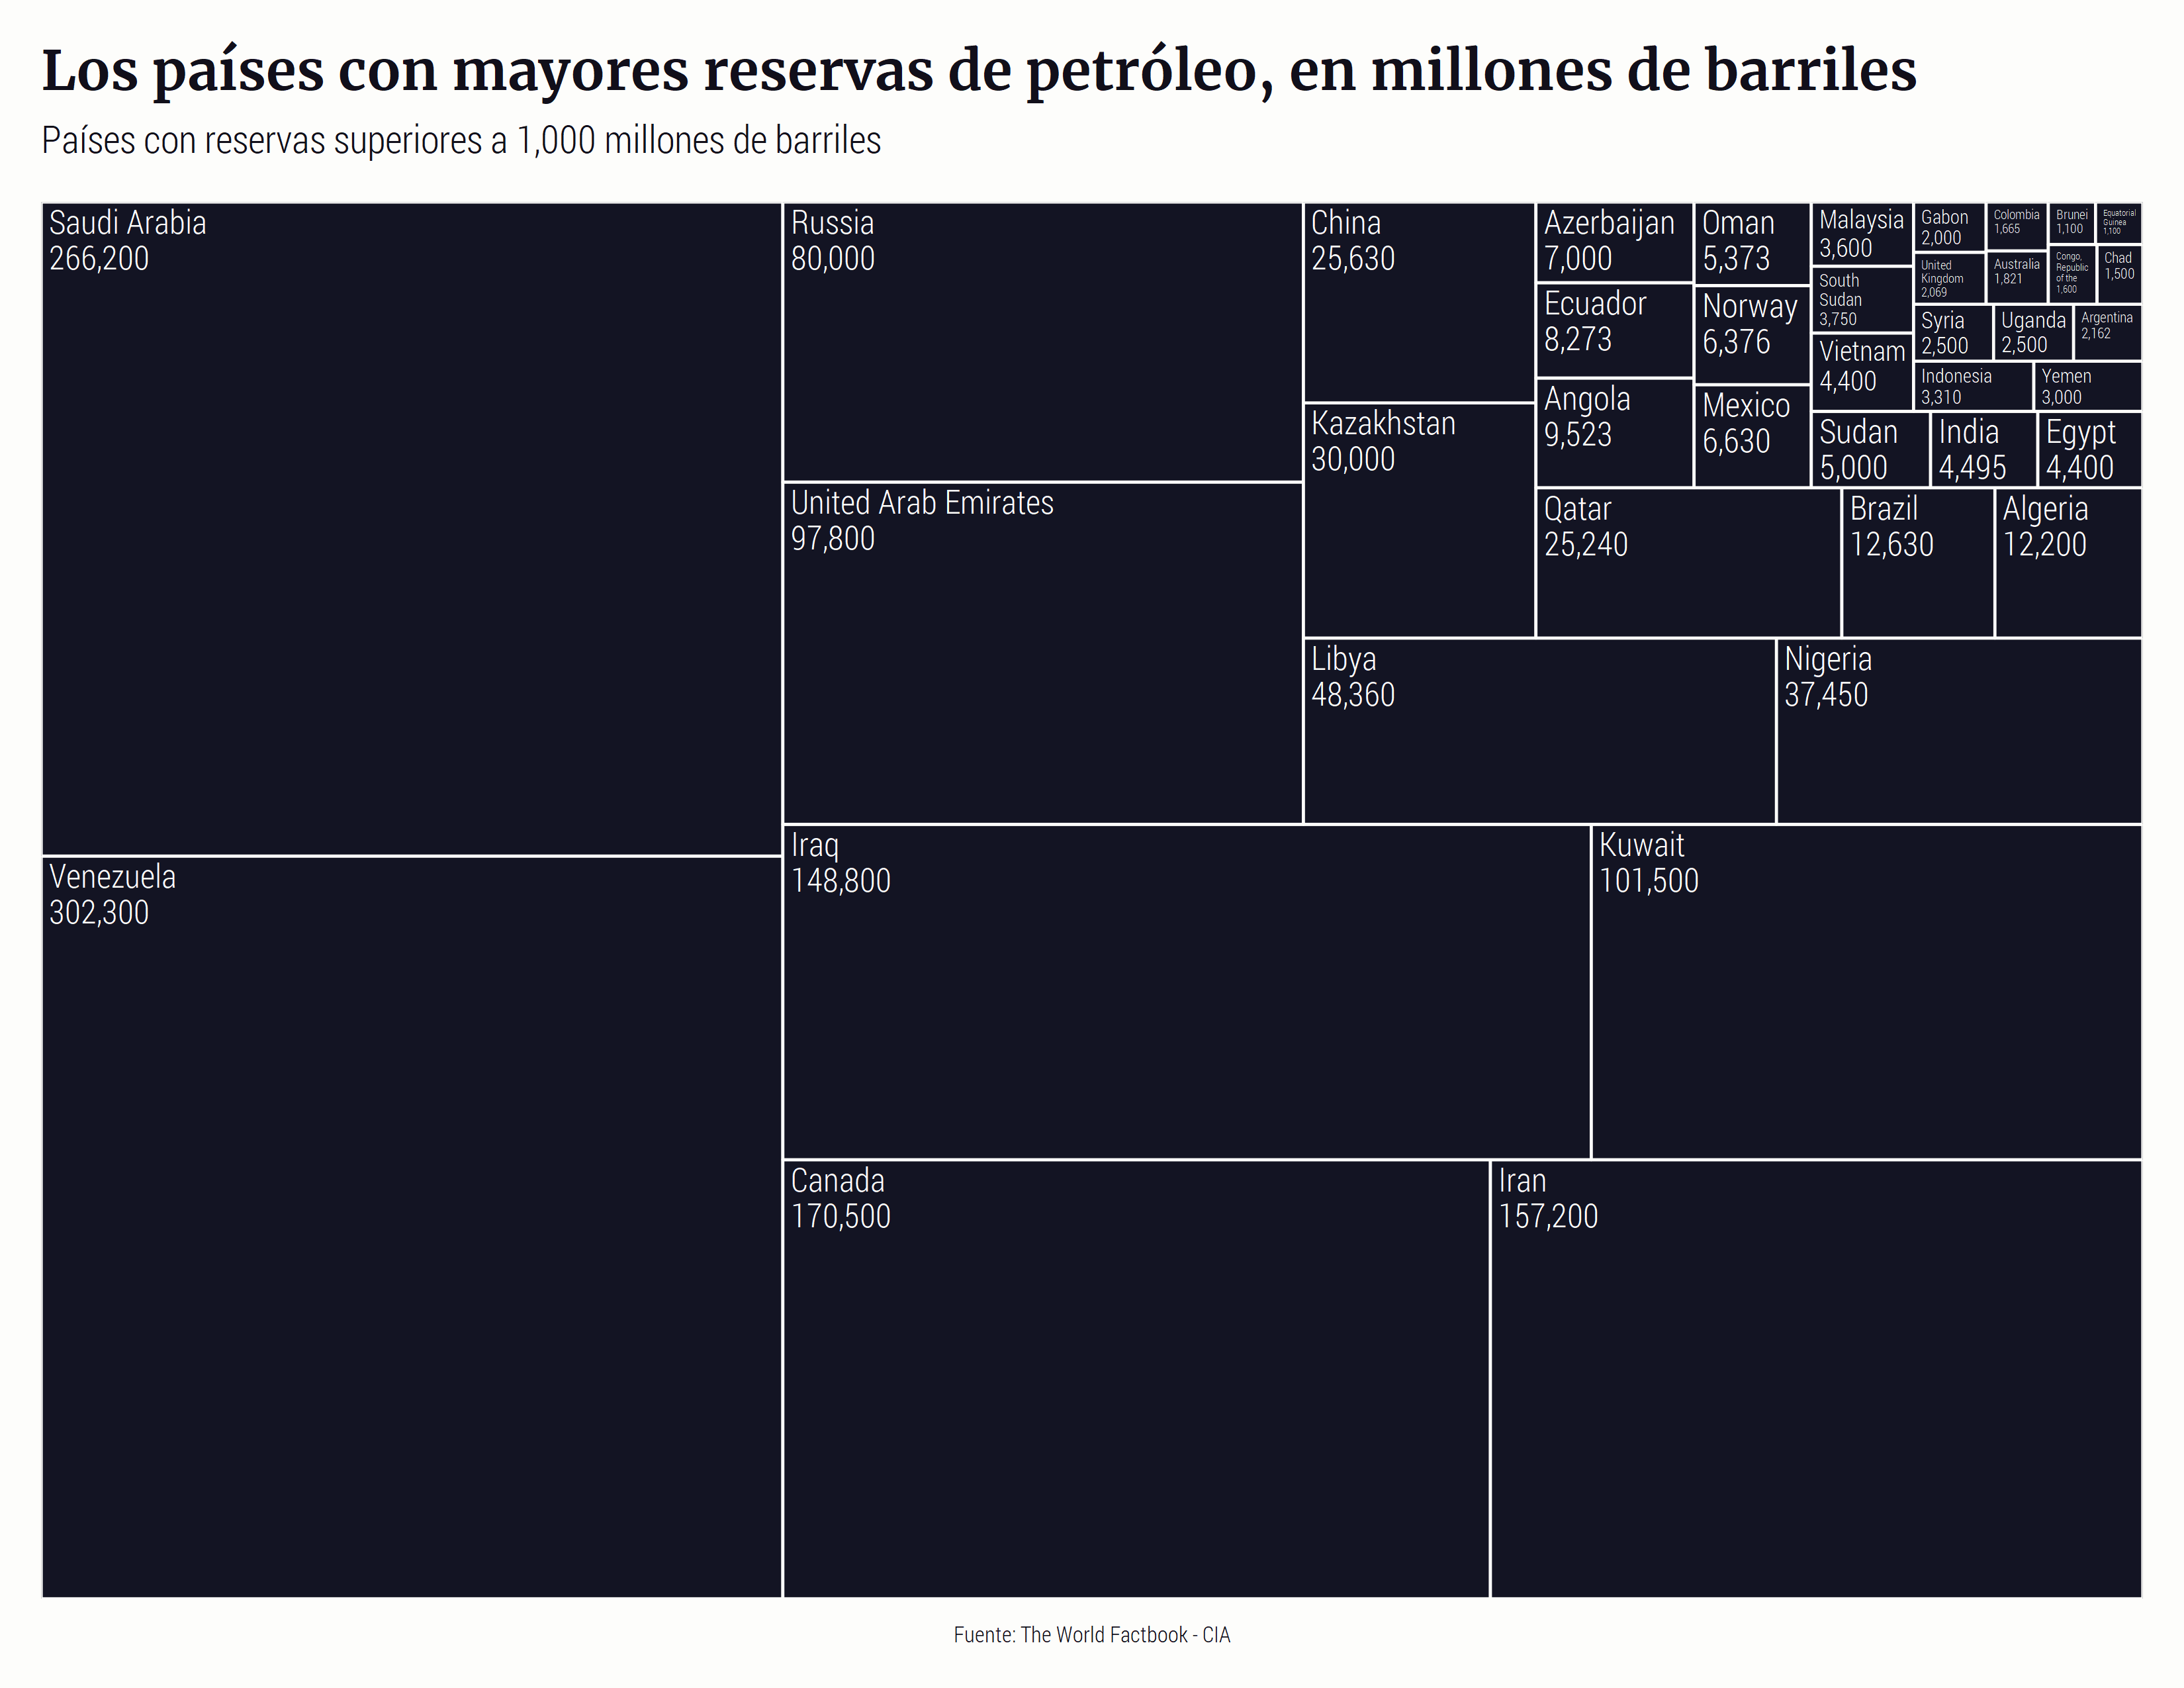 Los países con mayores reservas de petróleo, en millones de barriles
Países con reservas superiores a 1,000 millones de barriles
Saudi Arabia
266,200
Venezuela
302,300
Russia
80,000
United Arab Emirates
97,800
Iraq
148,800
Kuwait
101,500
Canada
170,500
Iran
157,200
China
25,630
Kazakhstan
30,000
Libya
48,360
Nigeria
37,450
Azerbaijan
7,000
Ecuador
8,273
Angola
9,523
Qatar
25,240
Brazil
12,630
Algeria
12,200
Oman
5,373
Norway
6,376
Mexico
6,630
Malaysia
3,600
South
Sudan
3,750
Vietnam
4,400
Sudan
5,000
India
4,495
Egypt
4,400
Gabon
2,000
United
Kingdom
2,069
Syria
2,500
Uganda
2,500
Argentina
2,162
Indonesia
3,310
Yemen
3,000
Colombia
1,665
Australia
1,821
Brunei
1,100
Equatorial
Guinea
1,100
Congo,
Republic
of the
1,600
Chad
1,500
Fuente: The World Factbook - CIA